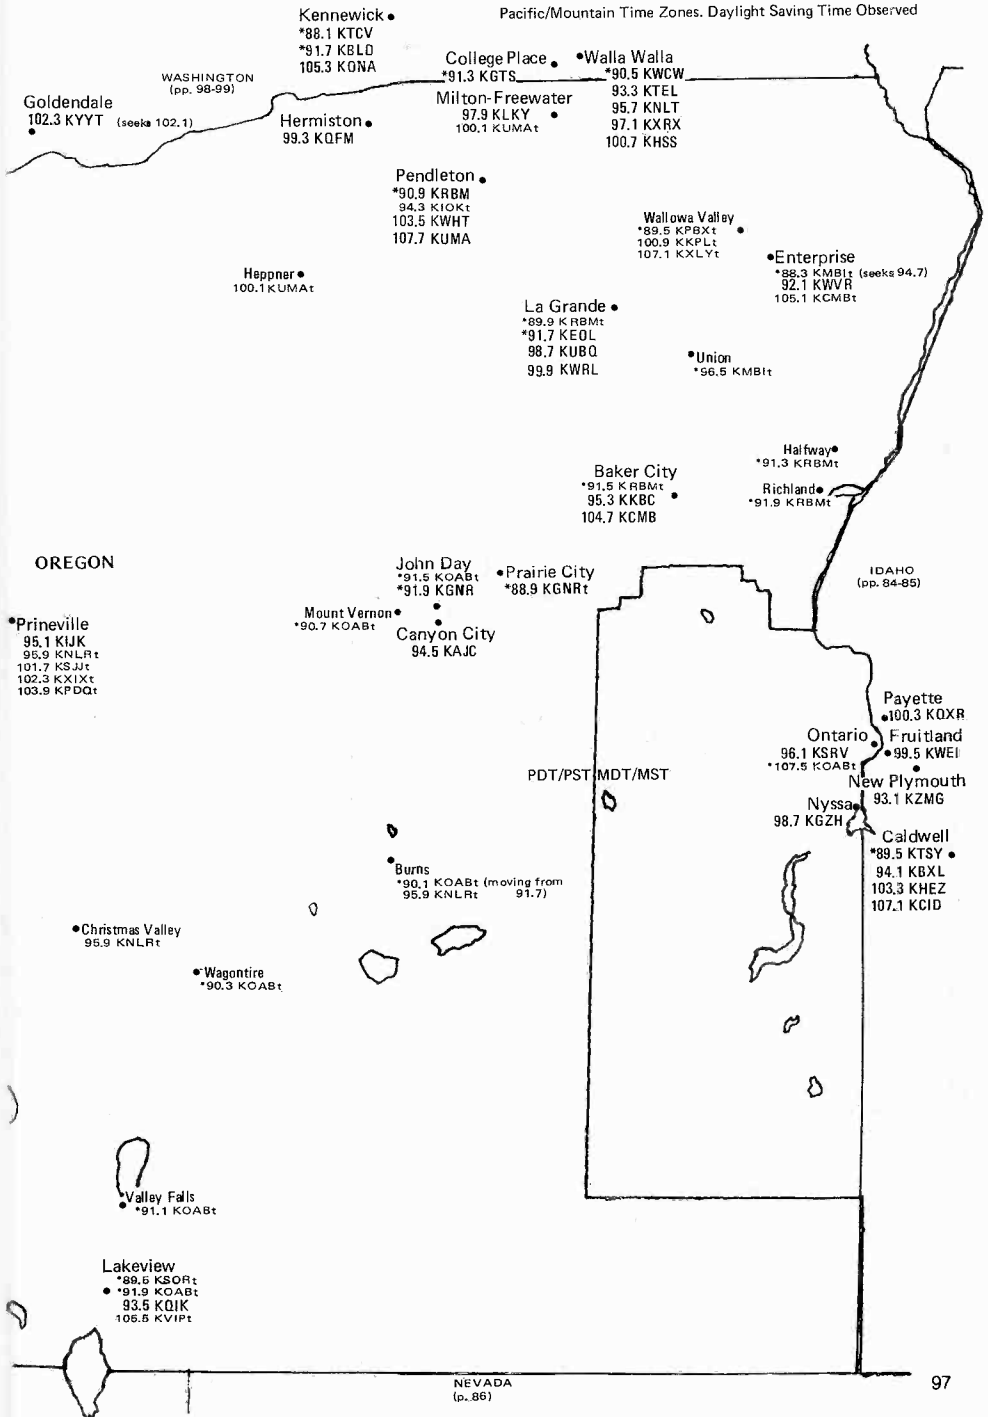 Pacific/Mountain Time Zones. Daylight Saving Time Observed
Kennewick
*88.1 KTCV
*91.7 KBLD
105.3 KONA
College Place
*91.3 KGTS
Walla Walla
*90.5 KWCW
93.3 KTEL
95.7 KNLT
97.1 KXRX
100.7 KHSS
WASHINGTON
(pp. 98-99)
Goldendale
102.3 KYYT (seeks 102.1)
Hermiston
99.3 KQFM
Milton-Freewater
97.9 KLKY
100.1 KUMAt
Pendleton
*90.9 KRBM
94.3 KIOKt
103.5 KWHT
107.7 KUMA
Wallowa Valley
*89.5 KPBXt
100.9 KKPLt
107.1 KXLYt
Enterprise
*88.3 KMBIt (seeks 94.7)
92.1 KWVR
105.1 KCMBt
Heppner
100.1 KUMAt
La Grande
*89.9 KRBMt
*91.7 KEOL
98.7 KUBQ
99.9 KWRL
Union
*96.5 KMBIt
Halfway
*91.3 KRBMt
Richland
*91.9 KRBMt
Baker City
*91.5 KRBMt
95.3 KKBC
104.7 KCMB
OREGON
John Day
*91.5 KOABt
*91.9 KGNR
Prairie City
*88.9 KGNRt
IDAHO
(pp. 84-85)
Mount Vernon
*90.7 KOABt
Canyon City
94.5 KAJC
Prineville
95.1 KIJK
96.9 KNLRt
101.7 KSJJt
102.3 KXIXt
103.9 KPDQt
Payette
100.3 KQXR
Ontario
96.1 KSRV
*107.5 KOABt
Fruitland
99.5 KWEI
PDT/PST MDT/MST
New Plymouth
93.1 KZMG
Nyssa
98.7 KGZH
Caldwell
*89.5 KTSY
94.1 KBXL
103.3 KHEZ
107.1 KCID
Burns
*90.1 KOABt (moving from
95.9 KNLRt 91.7)
Christmas Valley
95.9 KNLRt
Wagontire
*90.3 KOABt
Valley Falls
*91.1 KOABt
Lakeview
*89.5 KSORt
*91.9 KOABt
93.5 KQIK
106.5 KVIPt
NEVADA
(p. 86)
97